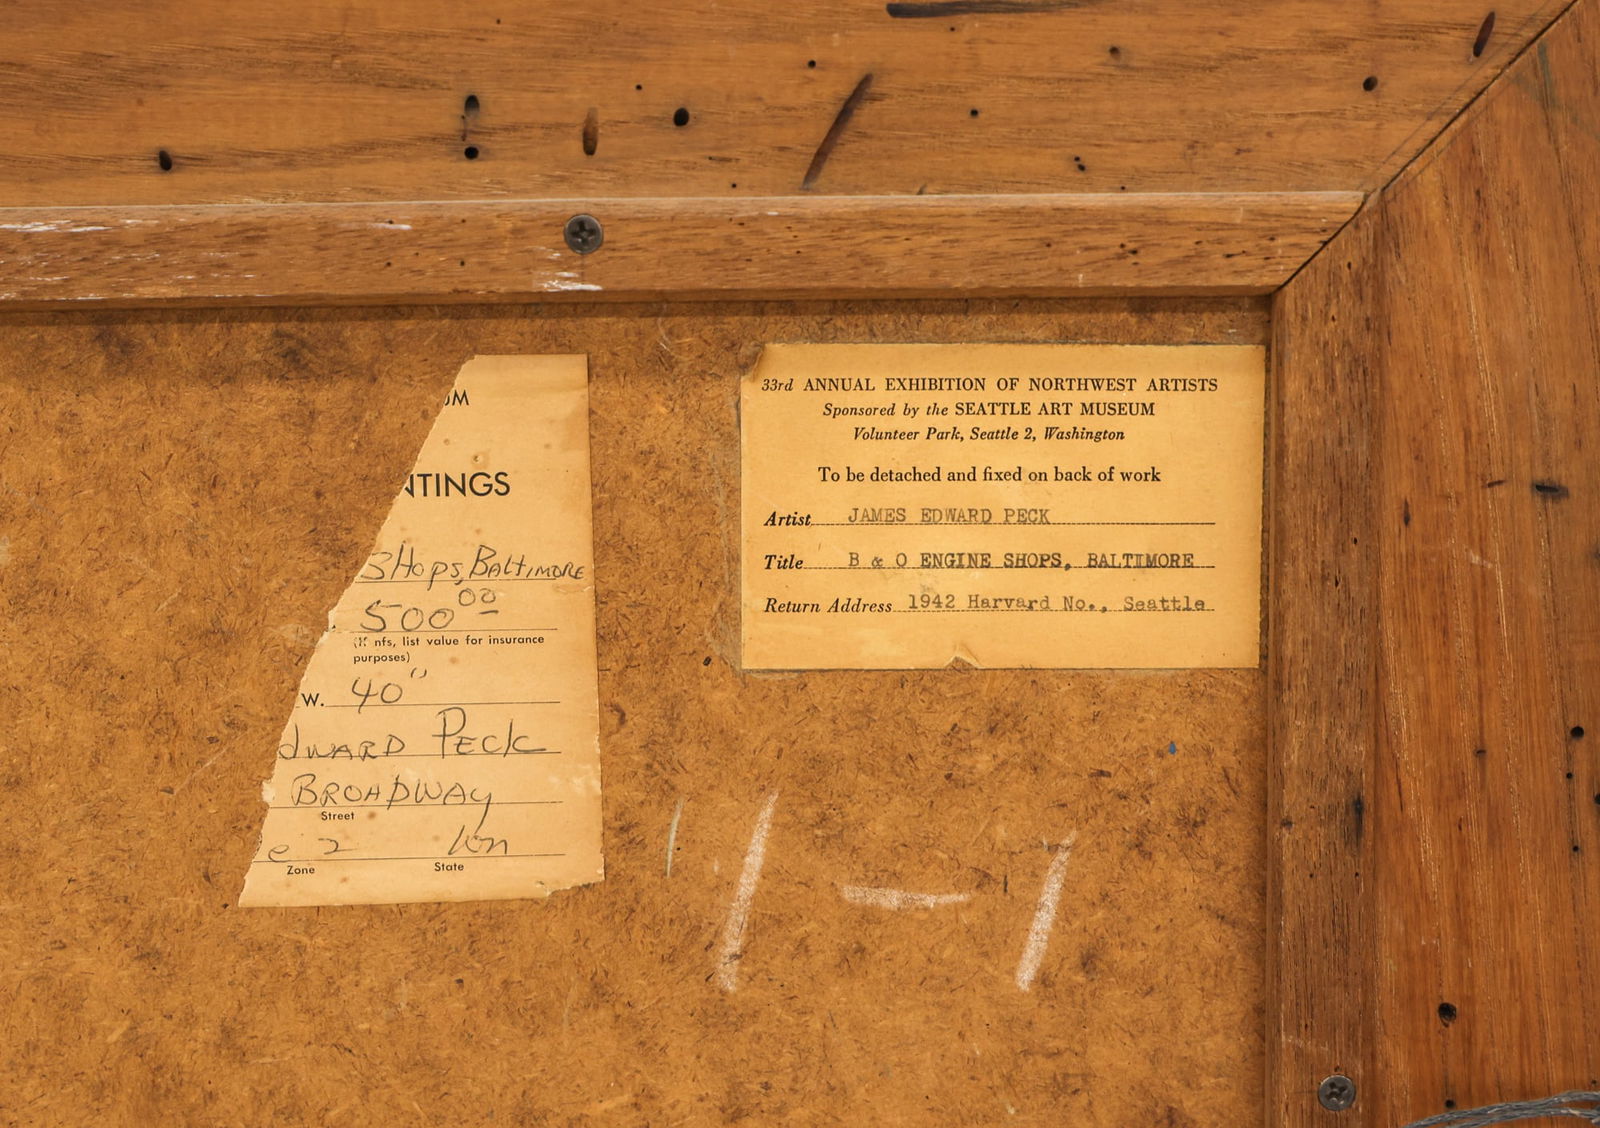 UM
NTINGS
Shops, Baltimore
500 00
(If nfs, list value for insurance
purposes)
W. 40"
dward Peck
Broadway
Street
e 2 Wn
Zone State
33rd ANNUAL EXHIBITION OF NORTHWEST ARTISTS
Sponsored by the SEATTLE ART MUSEUM
Volunteer Park, Seattle 2, Washington
To be detached and fixed on back of work
Artist JAMES EDWARD PECK
Title B & O ENGINE SHOPS, BALTIMORE
Return Address 1942 Harvard No., Seattle
1-1